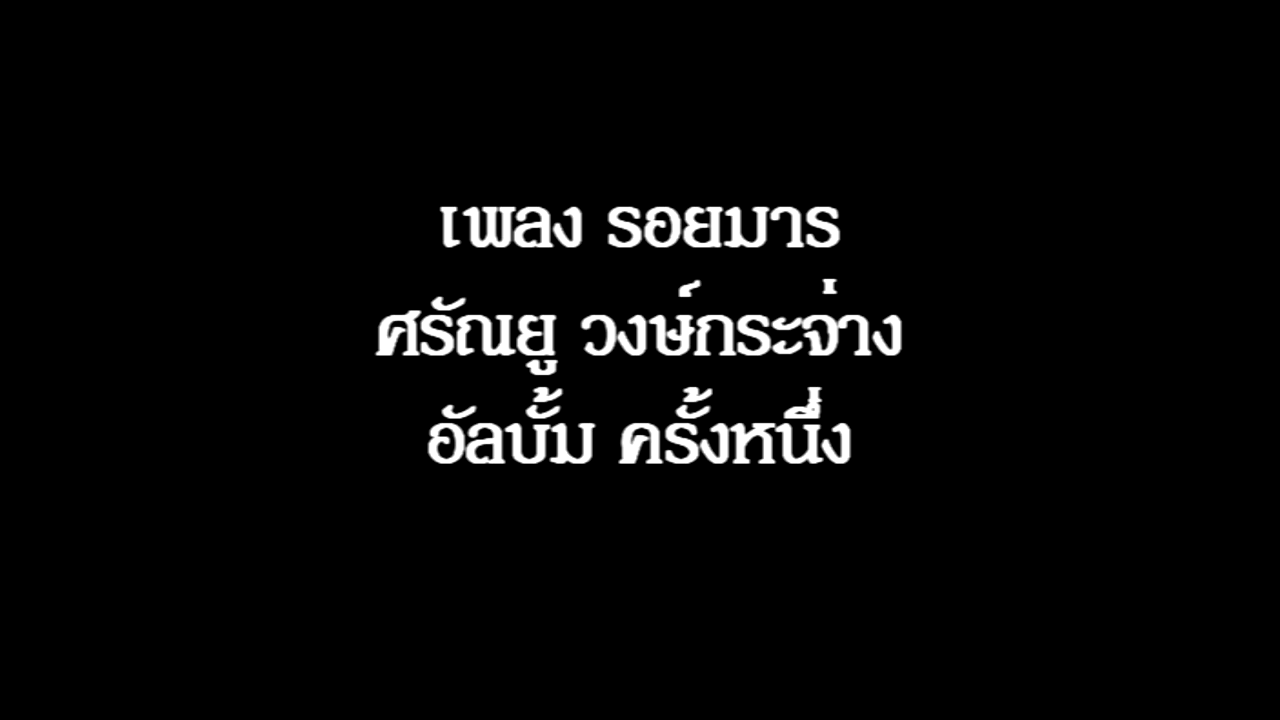 เพลง รอยมาร
ศรัณยู วงษ์กระจ่าง
อัลบั้ม ครั้งหนึ่ง